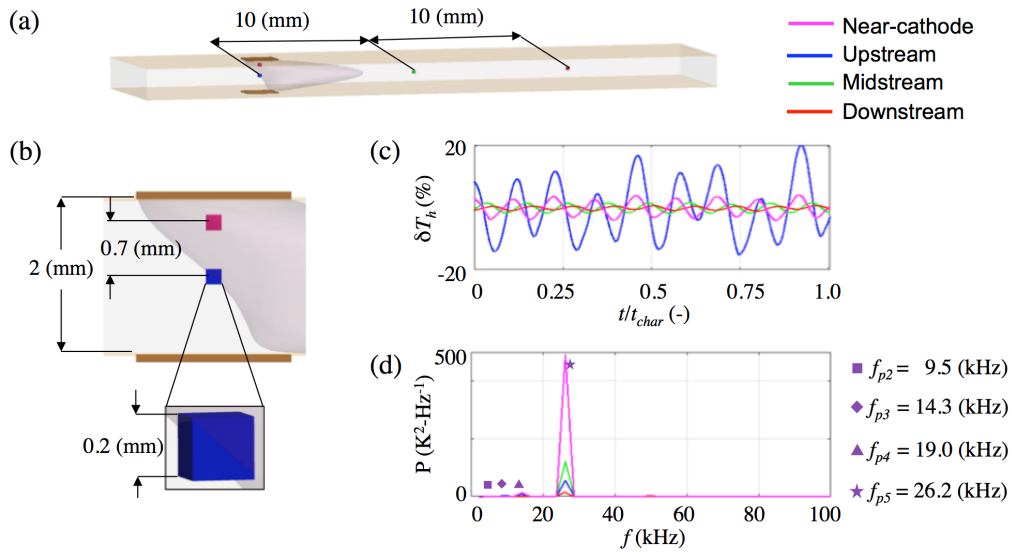 (a)
10 (mm)
10 (mm)
Near-cathode
Upstream
Midstream
Downstream
(b)
0.7 (mm)
2 (mm)
0.2 (mm)
(c)
20
δT_h (%)
-20
0 0.25 0.50 0.75 1.0
t/t_char (-)
(d)
500
P (K²-Hz⁻¹)
0
0 20 40 60 80 100
f (kHz)
f_p2 = 9.5 (kHz)
f_p3 = 14.3 (kHz)
f_p4 = 19.0 (kHz)
f_p5 = 26.2 (kHz)